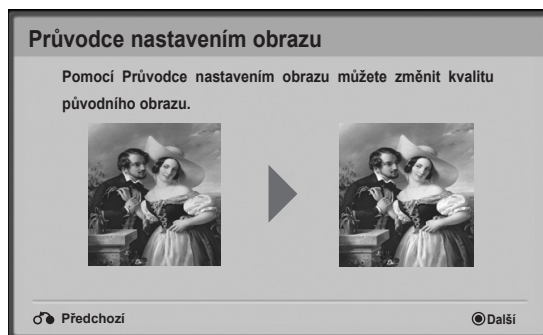 Průvodce nastavením obrazu
Pomocí Průvodce nastavením obrazu můžete změnit kvalitu
původního obrazu.
Předchozí
Další